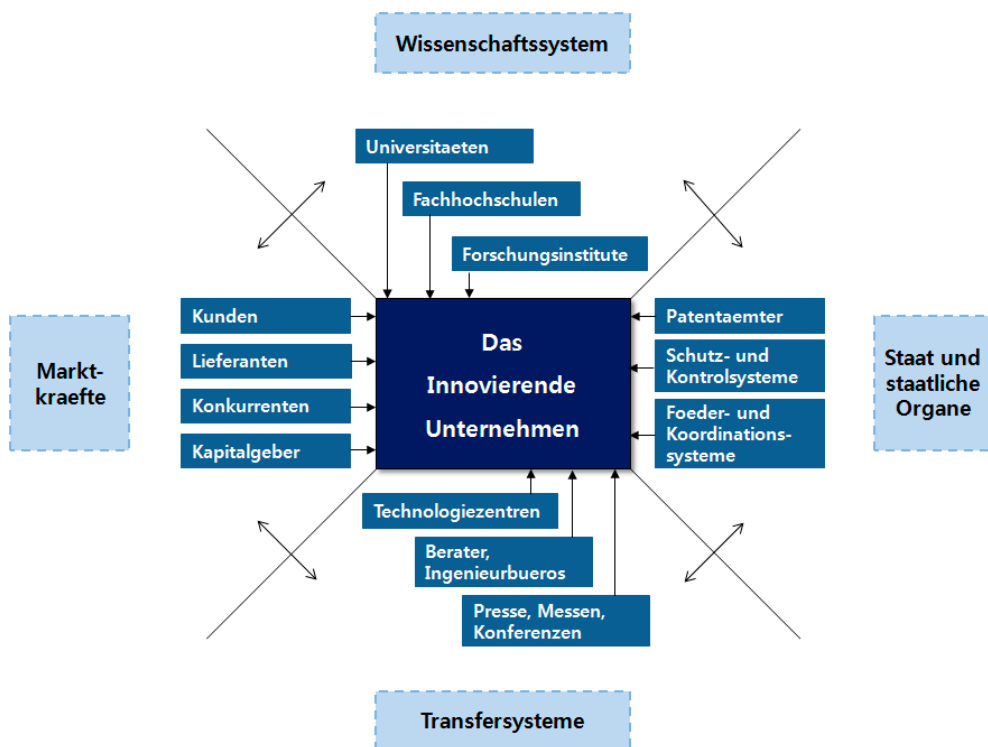 Wissenschaftssystem
Universitaeten
Fachhochschulen
Forschungsinstitute
Markt-
kraefte
Kunden
Lieferanten
Konkurrenten
Kapitalgeber
Das
Innovierende
Unternehmen
Patentaemter
Schutz- und
Kontrolsysteme
Foeder- und
Koordinations-
systeme
Staat und
staatliche
Organe
Technologiezentren
Berater,
Ingenieurbueros
Presse, Messen,
Konferenzen
Transfersysteme